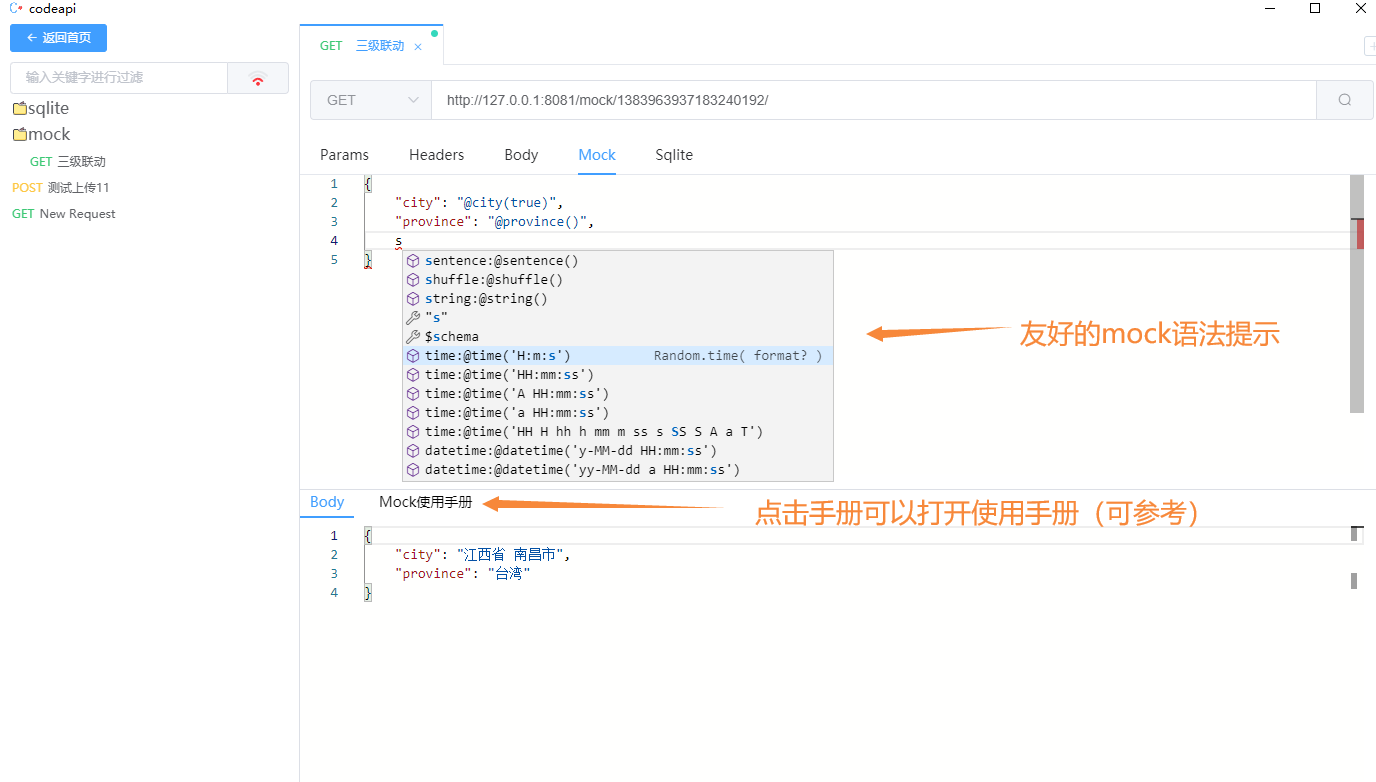 codeapi
← 返回首页
输入关键字进行过滤
sqlite
mock
GET 三级联动
POST 测试上传11
GET New Request
GET 三级联动 ×
GET http://127.0.0.1:8081/mock/1383963937183240192/
Params Headers Body Mock Sqlite
1 {
2 "city": "@city(true)",
3 "province": "@province()",
4 s
5 }
sentence:@sentence()
shuffle:@shuffle()
string:@string()
"s"
$schema
time:@time('H:m:s') Random.time( format? )
time:@time('HH:mm:ss')
time:@time('A HH:mm:ss')
time:@time('a HH:mm:ss')
time:@time('HH H hh h mm m ss s SS S A a T')
datetime:@datetime('y-MM-dd HH:mm:ss')
datetime:@datetime('yy-MM-dd a HH:mm:ss')
友好的mock语法提示
Body Mock使用手册
点击手册可以打开使用手册（可参考）
1 {
2 "city": "江西省 南昌市",
3 "province": "台湾"
4 }